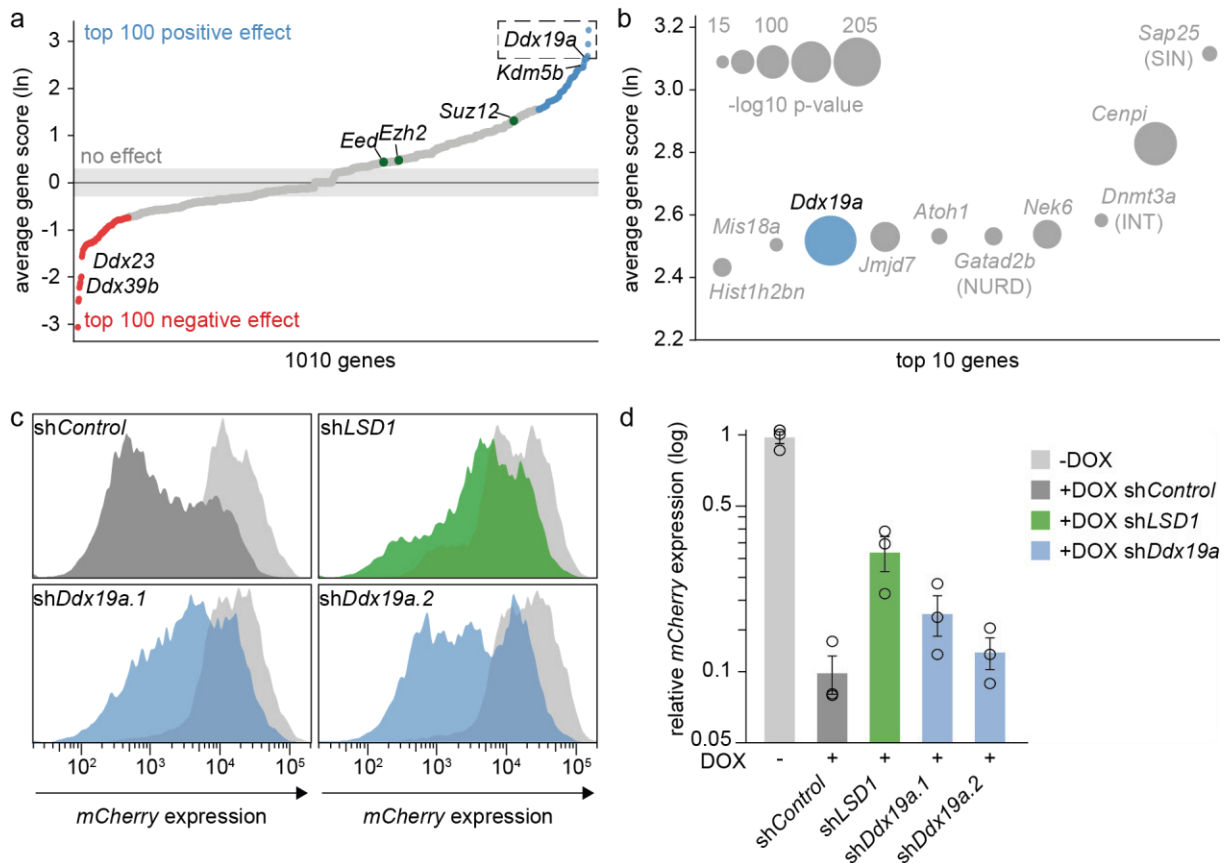 a
top 100 positive effect
Ddx19a
Kdm5b
Suz12
Eed
Ezh2
no effect
Ddx23
Ddx39b
top 100 negative effect
average gene score (ln)
3
2
1
0
-1
-2
-3
1010 genes
b
15 100 205
-log10 p-value
Sap25
(SIN)
Cenpi
Ddx19a
Mis18a
Atoh1
Nek6
Dnmt3a
(INT)
Hist1h2bn
Jmjd7
Gatad2b
(NURD)
average gene score (ln)
3.2
3.0
2.8
2.6
2.4
2.2
top 10 genes
c
shControl
shLSD1
shDdx19a.1
shDdx19a.2
10² 10³ 10⁴ 10⁵
10² 10³ 10⁴ 10⁵
mCherry expression
mCherry expression
d
relative mCherry expression (log)
1
0.5
0.1
0.05
DOX - + + + +
shControl
shLSD1
shDdx19a.1
shDdx19a.2
-DOX
+DOX shControl
+DOX shLSD1
+DOX shDdx19a